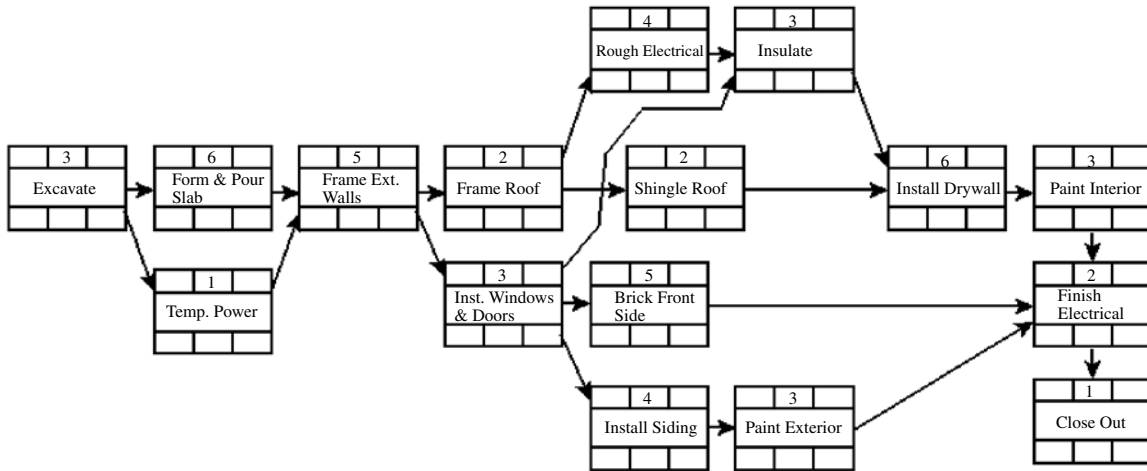 4
Rough Electrical
3
Insulate
3
Excavate
6
Form & Pour
Slab
5
Frame Ext.
Walls
2
Frame Roof
2
Shingle Roof
6
Install Drywall
3
Paint Interior
1
Temp. Power
3
Inst. Windows
& Doors
5
Brick Front
Side
2
Finish
Electrical
4
Install Siding
3
Paint Exterior
1
Close Out